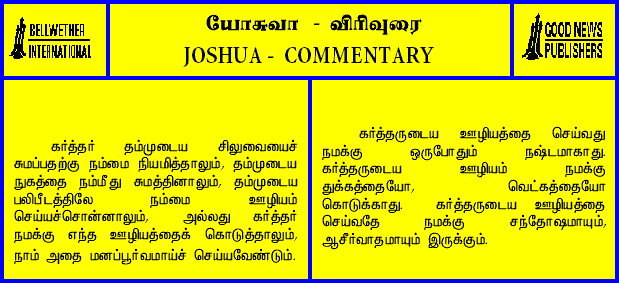 BELLWETHER
INTERNATIONAL
யோசுவா - விரிவுரை
JOSHUA - COMMENTARY
GOOD NEWS
PUBLISHERS
கர்த்தர் தம்முடைய சிலுவையைச்
சுமப்பதற்கு நம்மை நியமித்தாலும், தம்முடைய
நுகத்தை நம்மீது சுமத்தினாலும், தம்முடைய
பலிபீடத்திலே நம்மை ஊழியம்
செய்யச்சொன்னாலும், அல்லது கர்த்தர்
நமக்கு எந்த ஊழியத்தைக் கொடுத்தாலும்,
நாம் அதை மனப்பூர்வமாய்ச் செய்யவேண்டும்.
கர்த்தருடைய ஊழியத்தை செய்வது
நமக்கு ஒருபோதும் நஷ்டமாகாது.
கர்த்தருடைய ஊழியம் நமக்கு
துக்கத்தையோ, வெட்கத்தையோ
கொடுக்காது. கர்த்தருடைய ஊழியத்தை
செய்வதே நமக்கு சந்தோஷமாயும்,
ஆசீர்வாதமாயும் இருக்கும்.